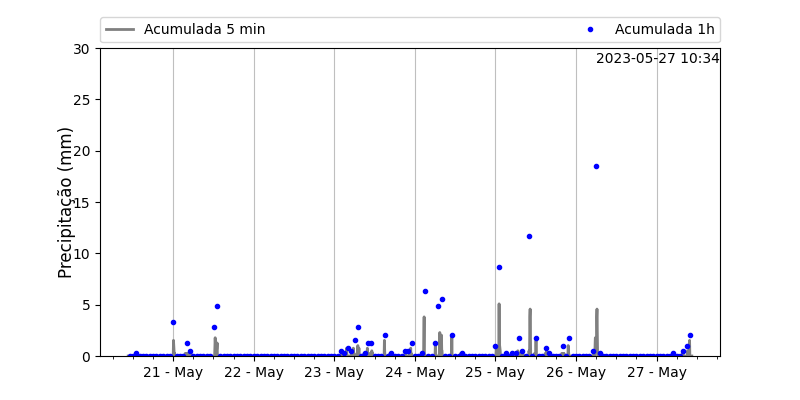 Acumulada 5 min
Acumulada 1h
2023-05-27 10:34
Precipitação (mm)
30
25
20
15
10
5
0
21 - May
22 - May
23 - May
24 - May
25 - May
26 - May
27 - May